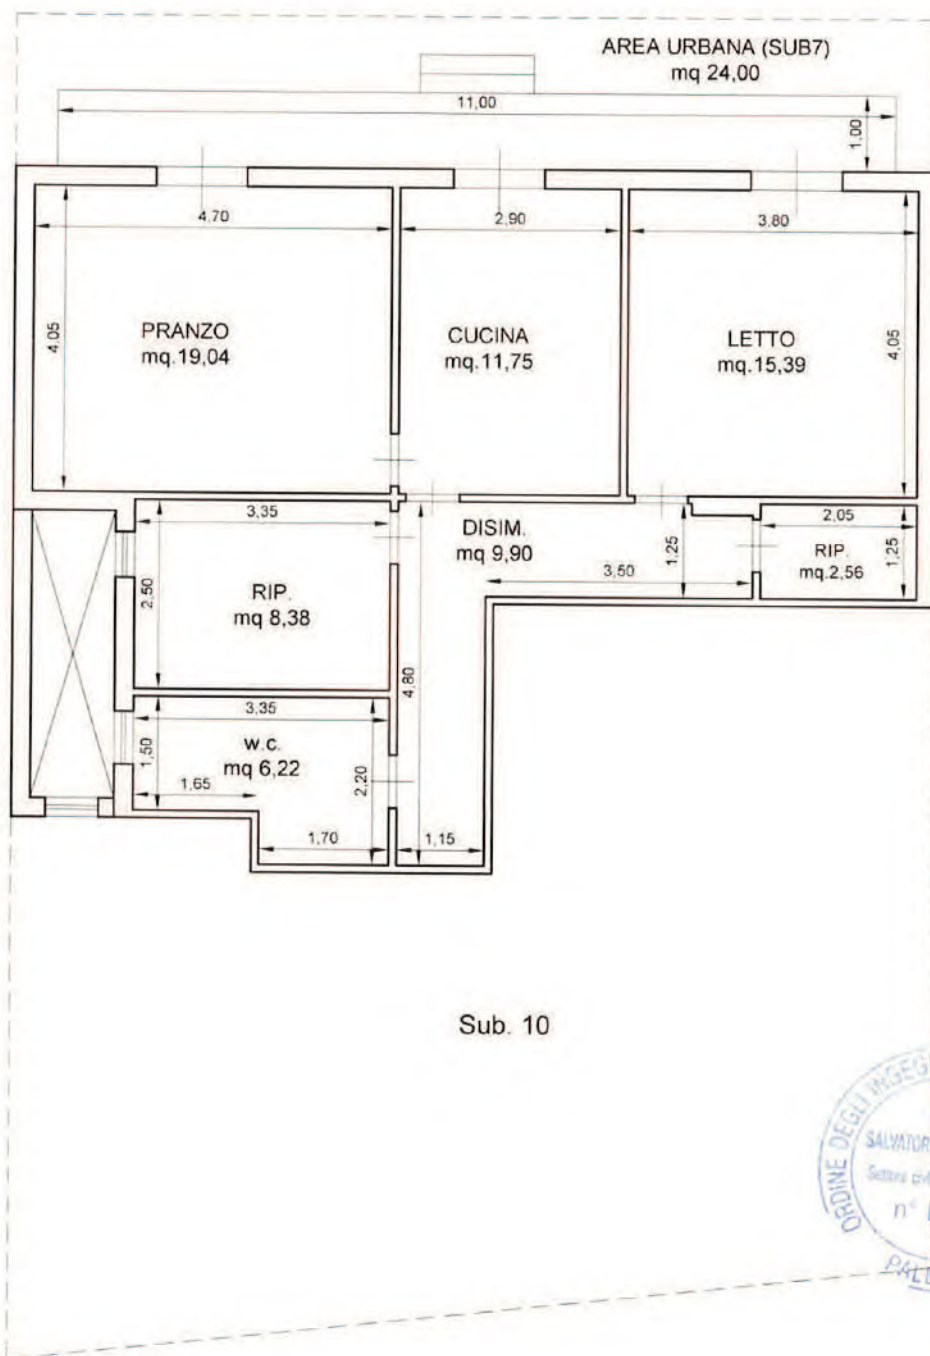 AREA URBANA (SUB7)
mq 24,00
11,00
1,00
4,70
2,90
3,80
4,05
PRANZO
mq.19,04
CUCINA
mq.11,75
LETTO
mq.15,39
4,05
3,35
DISIM.
mq 9,90
2,05
2,50
RIP.
mq 8,38
1,25
3,50
RIP.
mq.2,56
1,25
4,80
3,35
1,50
w.c.
mq 6,22
2,20
1,65
1,70
1,15
Sub. 10
ORDINE DEGLI
SALVATOR
n°